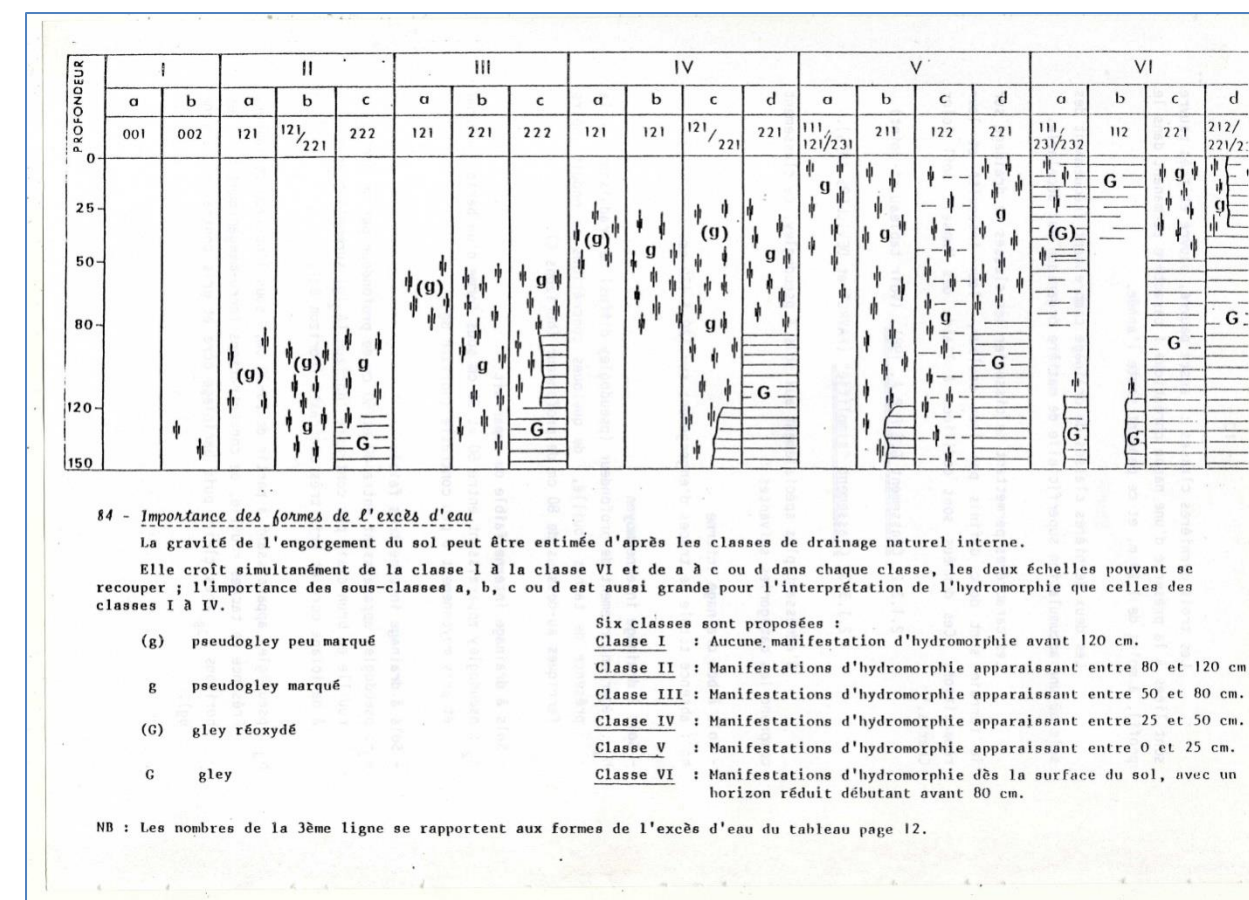 PROFONDEUR I II III IV V VI
a b a b c a b c a b c d a b c d a b c d
001 002 121 121/221 222 121 221 222 121 121 121/221 221 111/121/231 211 122 221 111/231/232 112 221 212/
0
g G g
g
25
g g
(g) (g) g (G)
50 g g
(g)
80 g g G
(g) g G
(g) g G
G
120 g
G G G G
150
84 - Importance des formes de l'excès d'eau
La gravité de l'engorgement du sol peut être estimée d'après les classes de drainage naturel interne.
Elle croît simultanément de la classe I à la classe VI et de a à c ou d dans chaque classe, les deux échelles pouvant se
recouper ; l'importance des sous-classes a, b, c ou d est aussi grande pour l'interprétation de l'hydromorphie que celles des
classes I à IV.
Six classes sont proposées :
(g) pseudogley peu marqué
g pseudogley marqué
(G) gley réoxydé
G gley
Classe I : Aucune manifestation d'hydromorphie avant 120 cm.
Classe II : Manifestations d'hydromorphie apparaissant entre 80 et 120 cm
Classe III : Manifestations d'hydromorphie apparaissant entre 50 et 80 cm.
Classe IV : Manifestations d'hydromorphie apparaissant entre 25 et 50 cm.
Classe V : Manifestations d'hydromorphie apparaissant entre 0 et 25 cm.
Classe VI : Manifestations d'hydromorphie dès la surface du sol, avec un
horizon réduit débutant avant 80 cm.
NB : Les nombres de la 3ème ligne se rapportent aux formes de l'excès d'eau du tableau page 12.